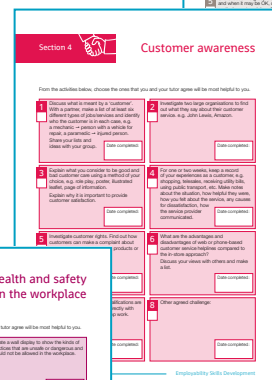 and when it may be OK,
Section 4
Customer awareness
From the activities below, choose the ones that you and your tutor agree will be most helpful to you.
1
Discuss what is meant by a 'customer'.
With a partner, make a list of at least six
different types of jobs/services and identify
who the customer is in each case, e.g.
a mechanic → person with a vehicle for
repair, a paramedic → injured person.
Share your lists and
ideas with your group.
Date completed:
2
Investigate two large organisations to find
out what they say about their customer
service. e.g. John Lewis, Amazon.
Date completed:
3
Explain what you consider to be good and
bad customer care using a method of your
choice, e.g. role play, poster, illustrated
leaflet, page of information.
Explain why it is important to provide
customer satisfaction.
Date completed:
4
For one or two weeks, keep a record
of your experiences as a customer, e.g.
shopping, telesales, receiving utility bills,
using public transport, etc. Make notes
about the situation, how helpful they were,
how you felt about the service, any causes
for dissatisfaction, how
the service provider
communicated.
Date completed:
5
Investigate customer rights. Find out how
customers can make a complaint about
products or
completed:
6
What are the advantages and
disadvantages of web or phone-based
customer service helplines compared to
the in-store approach?
Discuss your views with others and make
a list.
Date completed:
alifications are
rectly with
g work.
completed:
8
Other agreed challenge:
Date completed:
Employability Skills Development
ealth and safety
n the workplace
tutor agree will be most helpful to you.
ate a wall display to show the kinds of
ctices that are unsafe or dangerous and
uld not be allowed in the workplace.